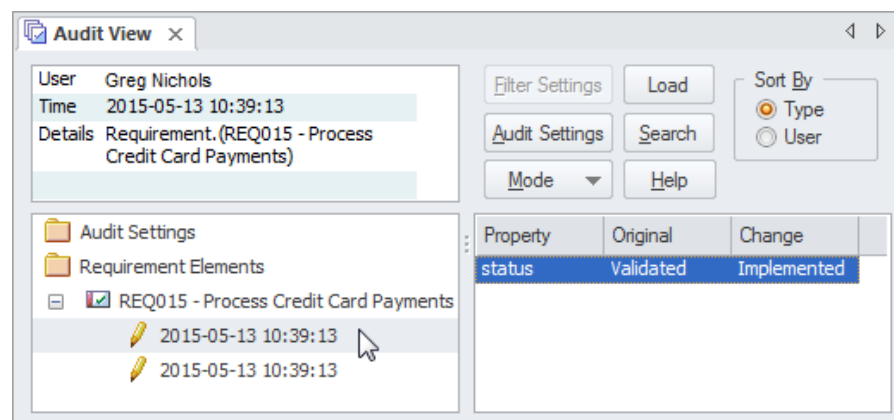 Audit View
User Greg Nichols
Time 2015-05-13 10:39:13
Details Requirement.(REQ015 - Process
Credit Card Payments)
Filter Settings Load
Audit Settings Search
Mode Help
Sort By
Type
User
Audit Settings
Requirement Elements
REQ015 - Process Credit Card Payments
2015-05-13 10:39:13
2015-05-13 10:39:13
Property Original Change
status Validated Implemented